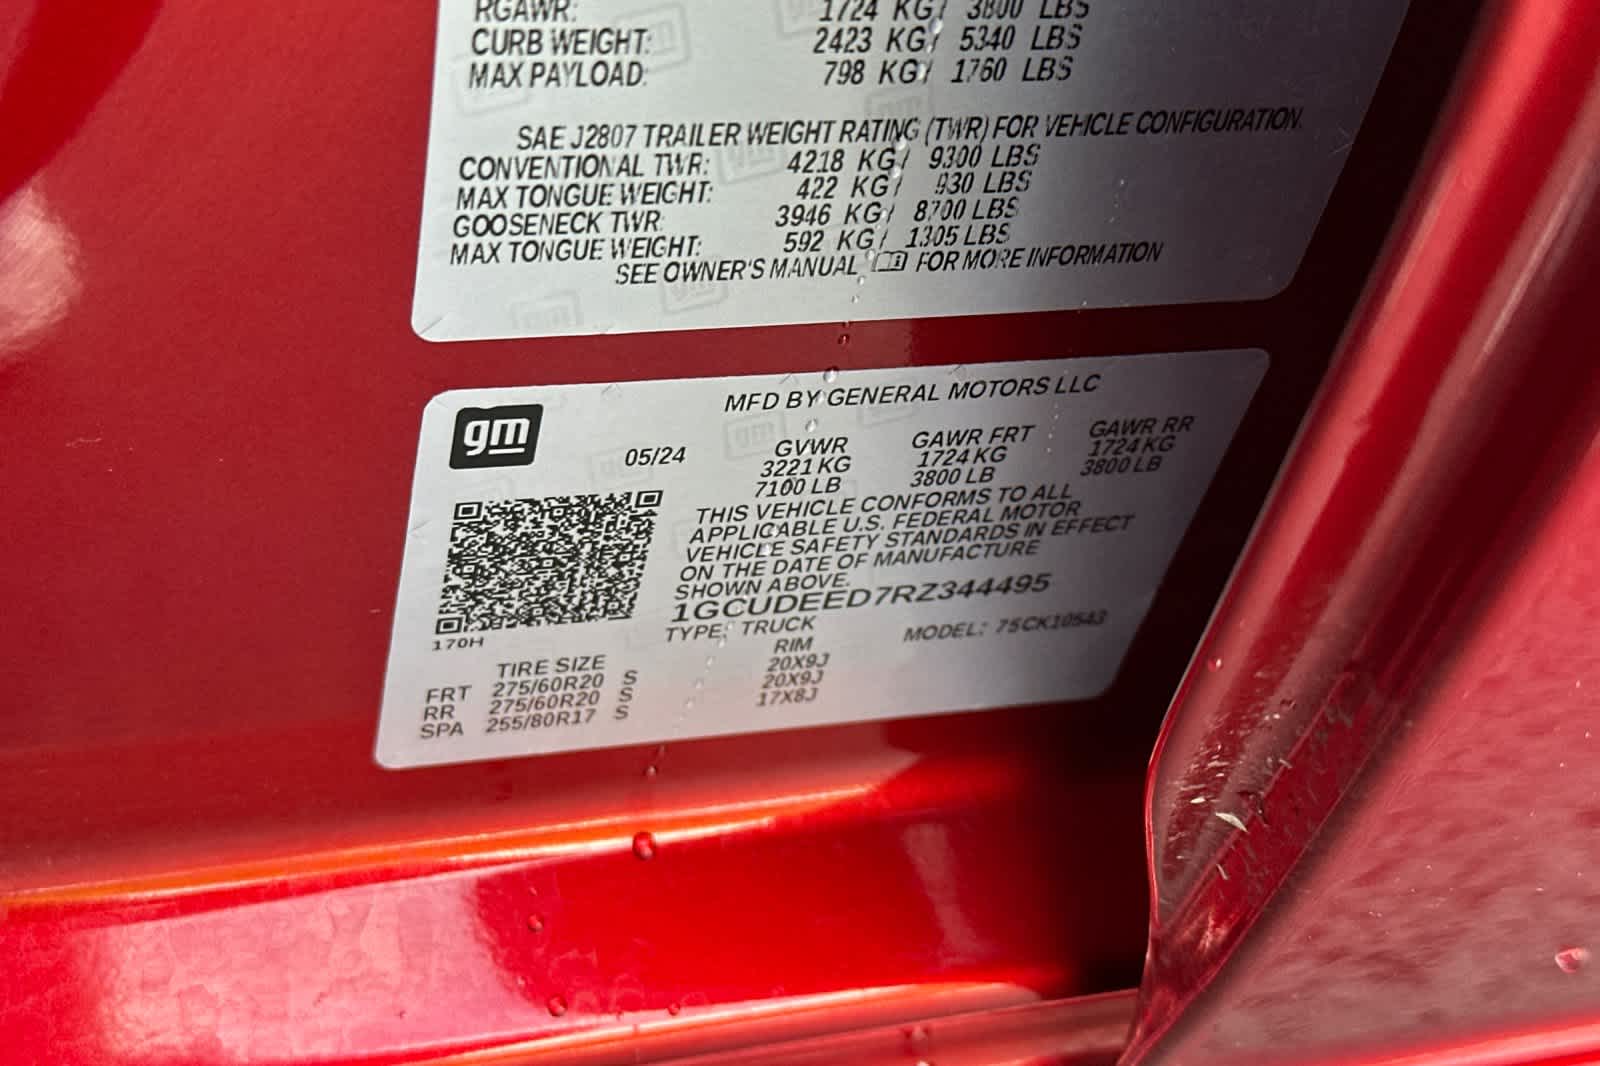 RGAWR: 1724 KG/ 3800 LBS
CURB WEIGHT: 2423 KG/ 5340 LBS
MAX PAYLOAD: 798 KG/ 1760 LBS
SAE J2807 TRAILER WEIGHT RATING (TWR) FOR VEHICLE CONFIGURATION.
CONVENTIONAL TWR: 4218 KG/ 9300 LBS
MAX TONGUE WEIGHT: 422 KG/ 930 LBS
GOOSENECK TWR: 3946 KG/ 8700 LBS
MAX TONGUE WEIGHT: 592 KG/ 1305 LBS
SEE OWNER'S MANUAL FOR MORE INFORMATION
MFD BY GENERAL MOTORS LLC
gm
05/24
GVWR GAWR FRT GAWR RR
3221 KG 1724 KG 1724 KG
7100 LB 3800 LB 3800 LB
THIS VEHICLE CONFORMS TO ALL
APPLICABLE U.S. FEDERAL MOTOR
VEHICLE SAFETY STANDARDS IN EFFECT
ON THE DATE OF MANUFACTURE
SHOWN ABOVE.
1GCUDEED7RZ344495
TYPE: TRUCK MODEL: 75CK10543
170H
TIRE SIZE RIM
FRT 275/60R20 S 20X9J
RR 275/60R20 S 20X9J
SPA 255/80R17 S 17X8J